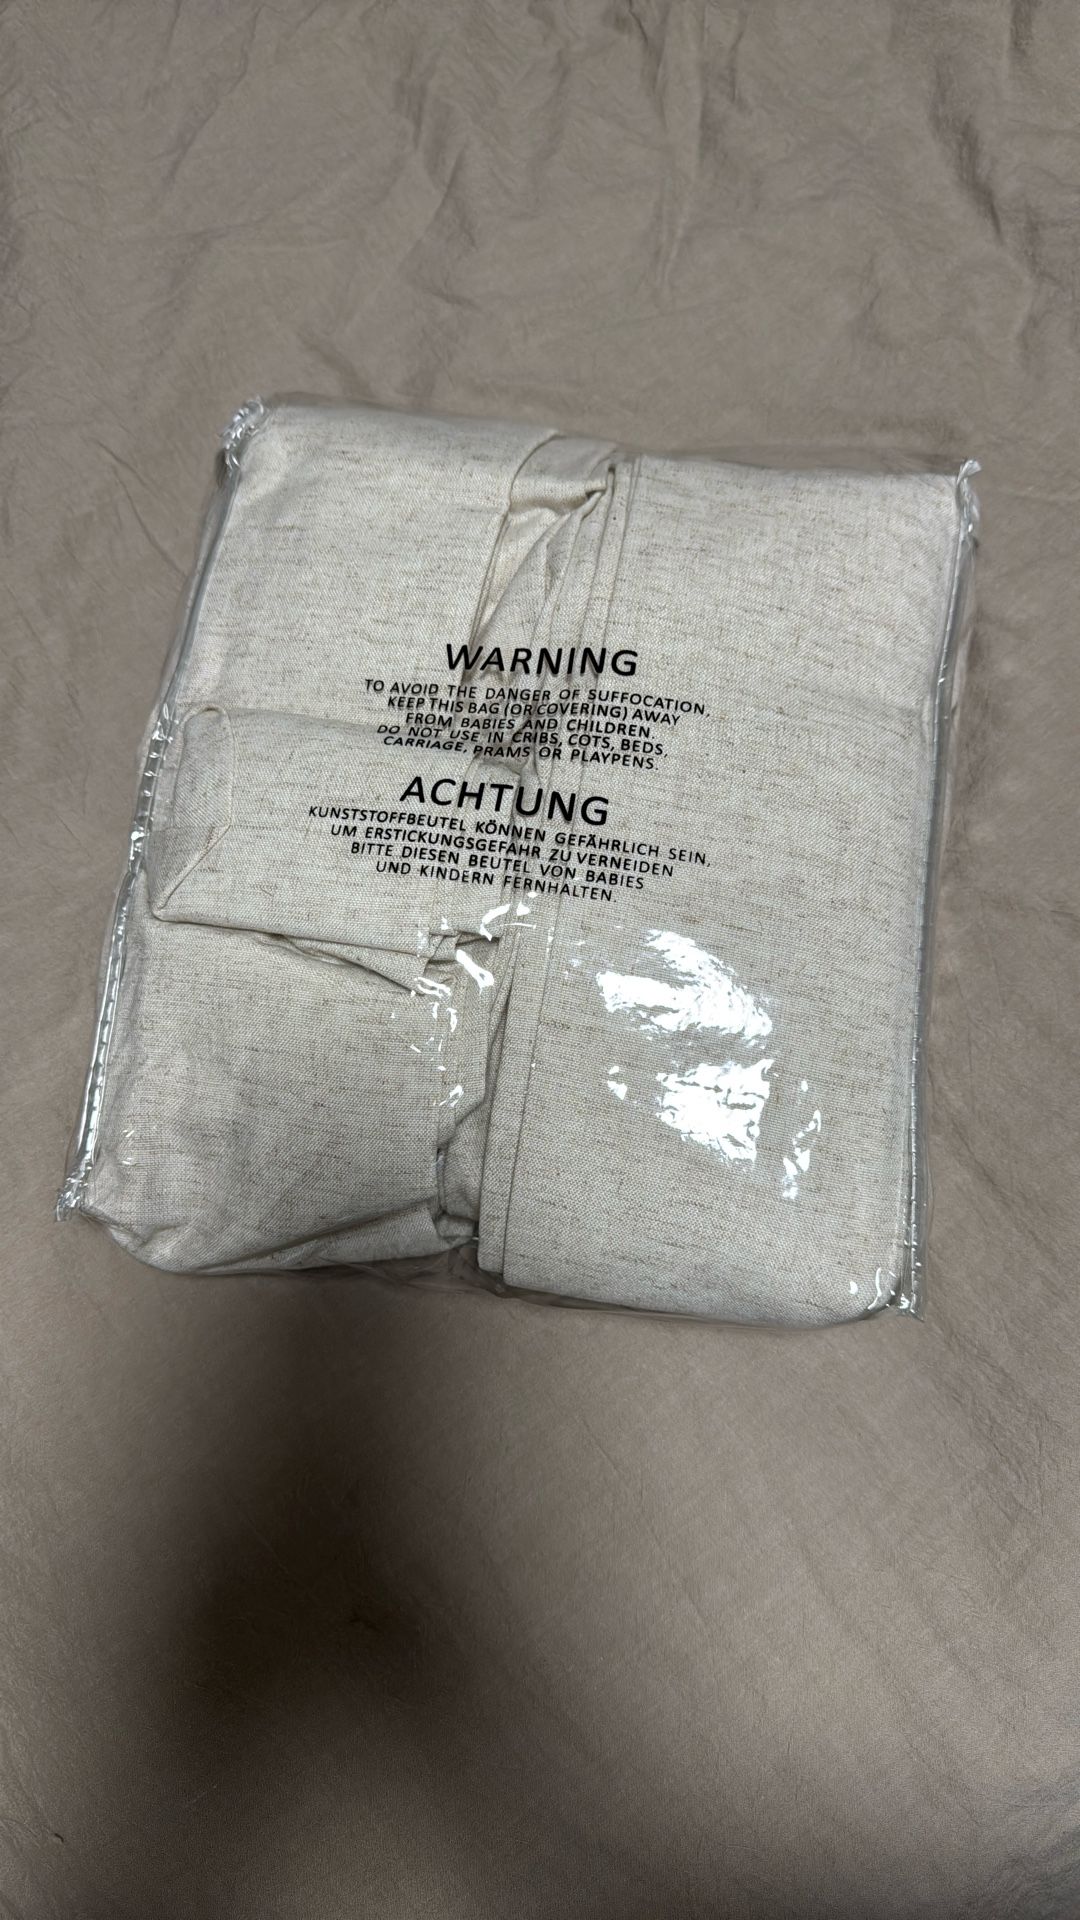 WARNING
TO AVOID THE DANGER OF SUFFOCATION,
KEEP THIS BAG (OR COVERING) AWAY
FROM BABIES AND CHILDREN.
DO NOT USE IN CRIBS, COTS, BEDS,
CARRIAGE, PRAMS OR PLAYPENS.
ACHTUNG
KUNSTSTOFFBEUTEL KÖNNEN GEFÄHRLICH SEIN,
UM ERSTICKUNGSGEFAHR ZU VERNEIDEN
BITTE DIESEN BEUTEL VON BABIES
UND KINDERN FERNHALTEN.